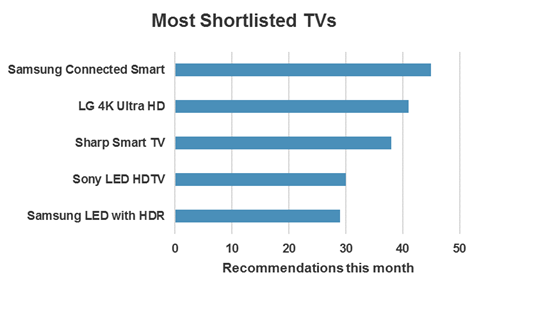 Most Shortlisted TVs
Samsung Connected Smart
LG 4K Ultra HD
Sharp Smart TV
Sony LED HDTV
Samsung LED with HDR
0 10 20 30 40 50
Recommendations this month